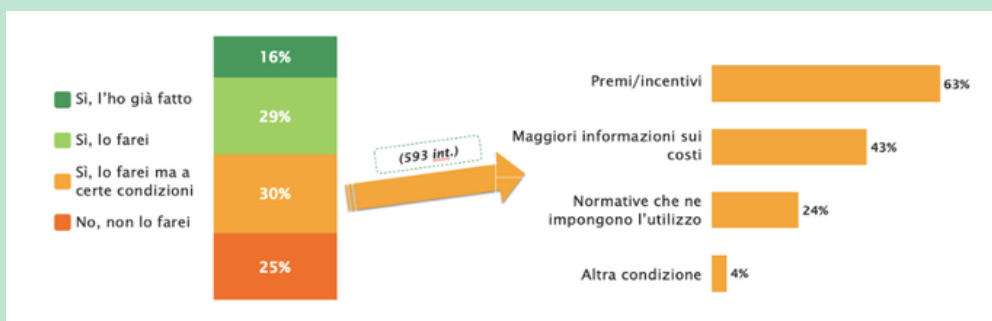 16%
Sì, l'ho già fatto
29%
Sì, lo farei
Sì, lo farei ma a
certe condizioni
30%
No, non lo farei
25%
(593 int.)
Premi/incentivi
63%
Maggiori informazioni sui
costi
43%
Normative che ne
impongono l'utilizzo
24%
Altra condizione
4%